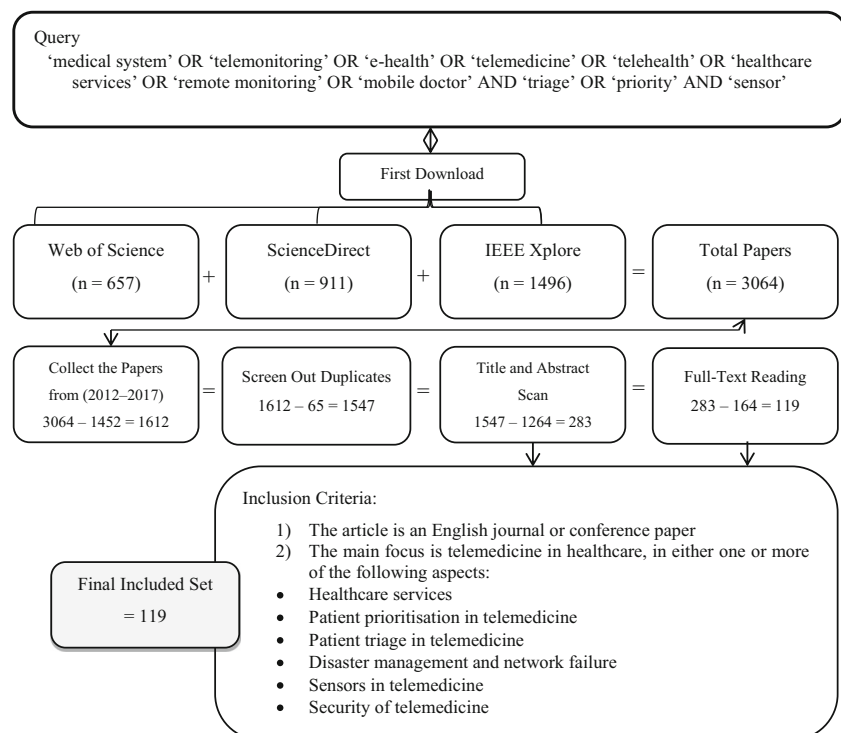 Query
‘medical system’ OR ‘telemonitoring’ OR ‘e-health’ OR ‘telemedicine’ OR ‘telehealth’ OR ‘healthcare
services’ OR ‘remote monitoring’ OR ‘mobile doctor’ AND ‘triage’ OR ‘priority’ AND ‘sensor’
First Download
Web of Science
(n = 657)
+
ScienceDirect
(n = 911)
+
IEEE Xplore
(n = 1496)
=
Total Papers
(n = 3064)
Collect the Papers
from (2012–2017)
3064 – 1452 = 1612
=
Screen Out Duplicates
1612 – 65 = 1547
=
Title and Abstract
Scan
1547 – 1264 = 283
=
Full-Text Reading
283 – 164 = 119
Final Included Set
= 119
Inclusion Criteria:
1) The article is an English journal or conference paper
2) The main focus is telemedicine in healthcare, in either one or more
of the following aspects:
• Healthcare services
• Patient prioritisation in telemedicine
• Patient triage in telemedicine
• Disaster management and network failure
• Sensors in telemedicine
• Security of telemedicine